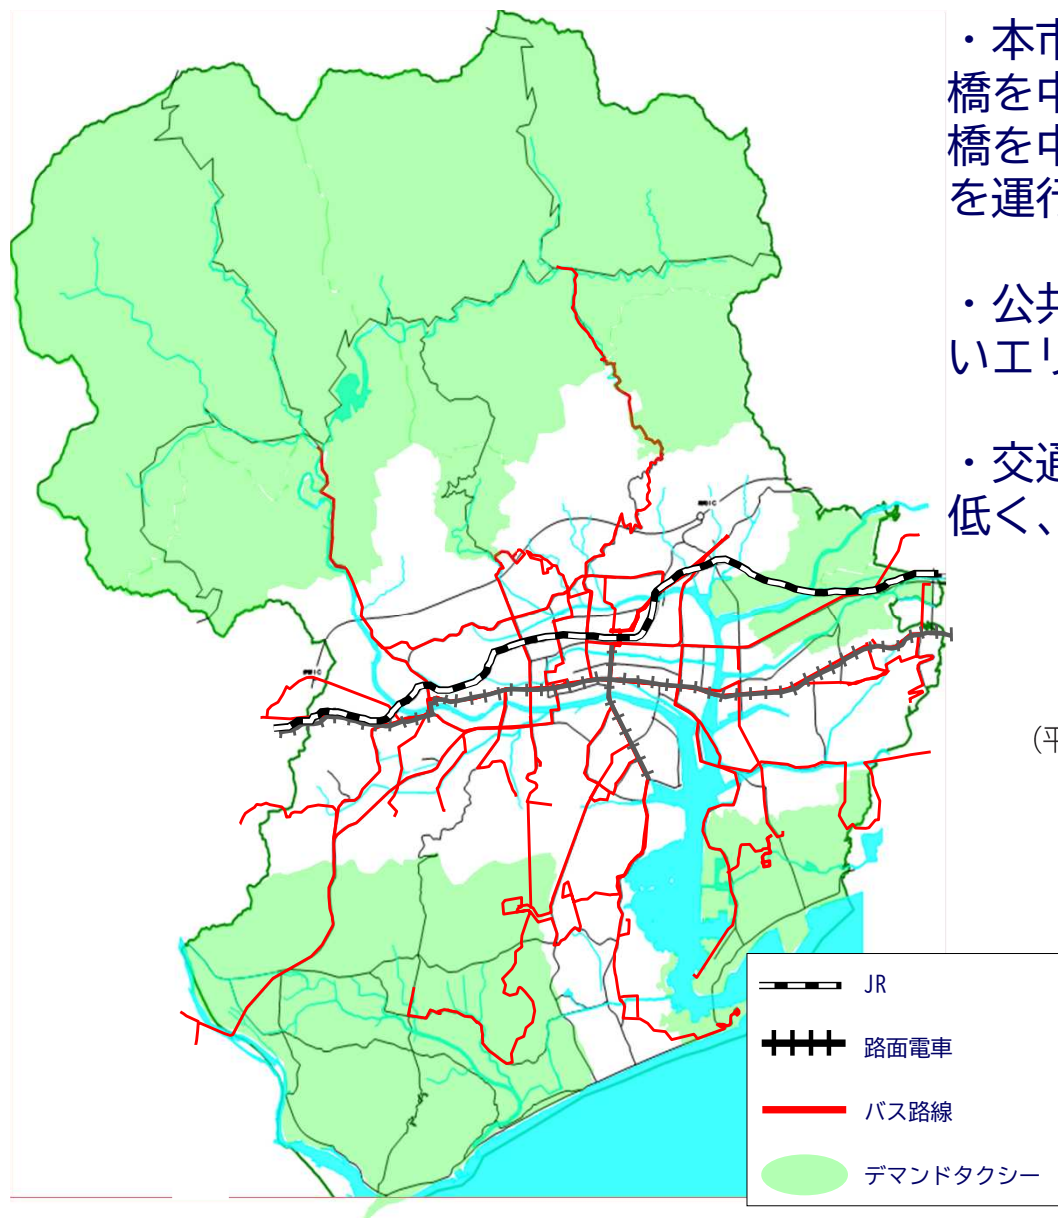 ・本市
橋を中
橋を中
を運行
・公共
いエリ
・交通
低く、
（平
JR
路面電車
バス路線
デマンドタクシー